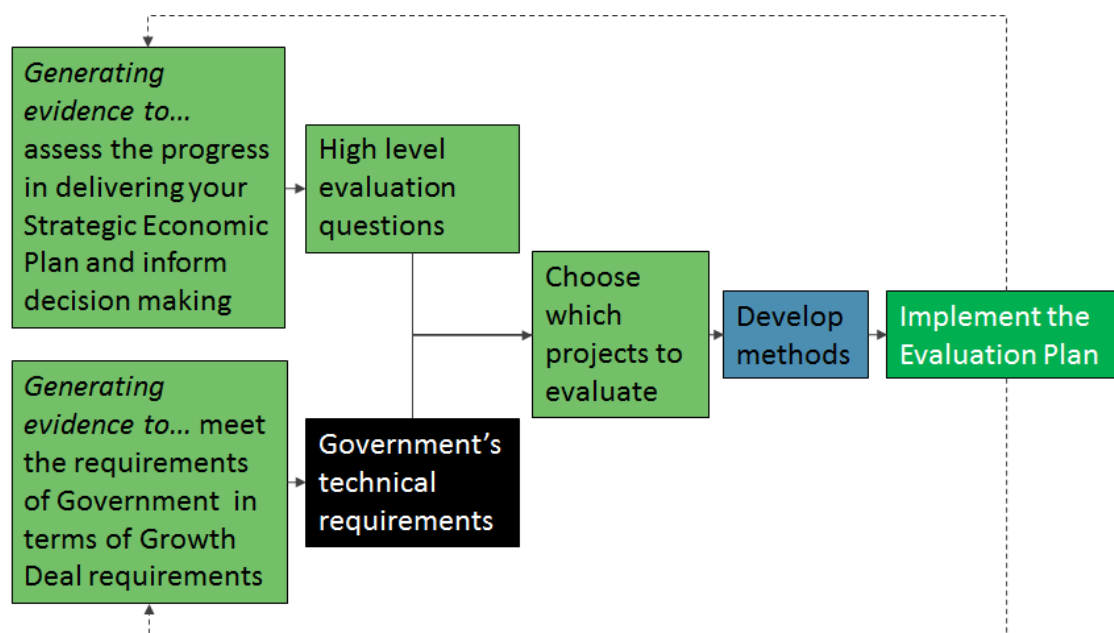 Generating
evidence to...
assess the progress
in delivering your
Strategic Economic
Plan and inform
decision making
High level
evaluation
questions
Generating
evidence to... meet
the requirements
of Government in
terms of Growth
Deal requirements
Government’s
technical
requirements
Choose
which
projects to
evaluate
Develop
methods
Implement the
Evaluation Plan